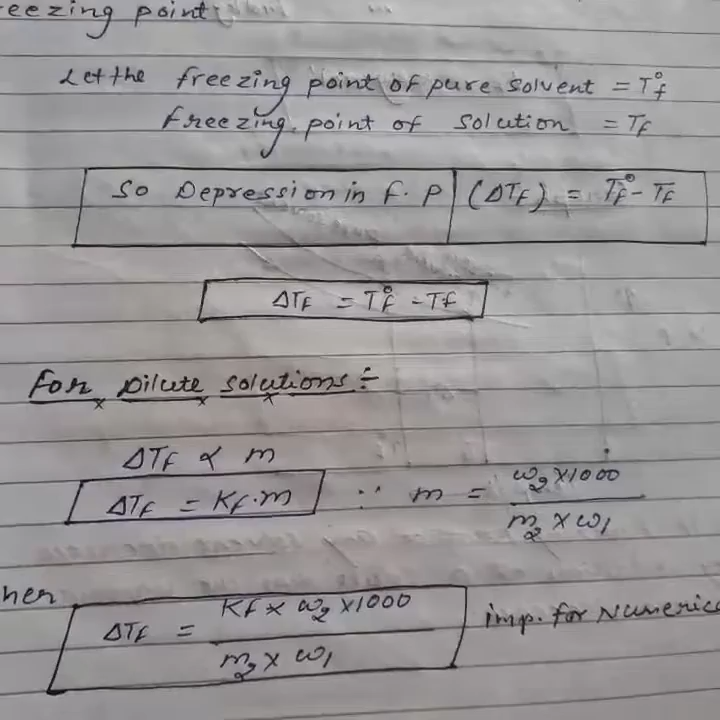 eezing point
Let the freezing point of pure solvent = T°f
freezing point of solution = Tf
So Depression in f.p (ΔTf) = T°f - Tf
ΔTf = T°f - Tf
For Dilute solutions :-
ΔTf ∝ m
ΔTf = Kf.m ∵ m = w2 x 1000 / m2 x w1
her
ΔTf = Kf x w2 x 1000 / m2 x w1 imp. for Numeric